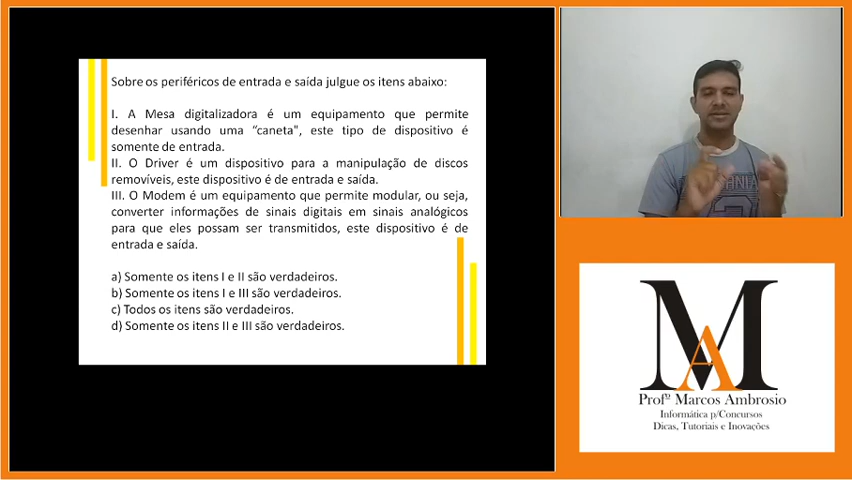 Sobre os periféricos de entrada e saída julgue os itens abaixo:
I. A Mesa digitalizadora é um equipamento que permite
desenhar usando uma “caneta", este tipo de dispositivo é
somente de entrada.
II. O Driver é um dispositivo para a manipulação de discos
removíveis, este dispositivo é de entrada e saída.
III. O Modem é um equipamento que permite modular, ou seja,
converter informações de sinais digitais em sinais analógicos
para que eles possam ser transmitidos, este dispositivo é de
entrada e saída.
a) Somente os itens I e II são verdadeiros.
b) Somente os itens I e III são verdadeiros.
c) Todos os itens são verdadeiros.
d) Somente os itens II e III são verdadeiros.
MA
Profº Marcos Ambrosio
Informática p/Concursos
Dicas, Tutoriais e Inovações